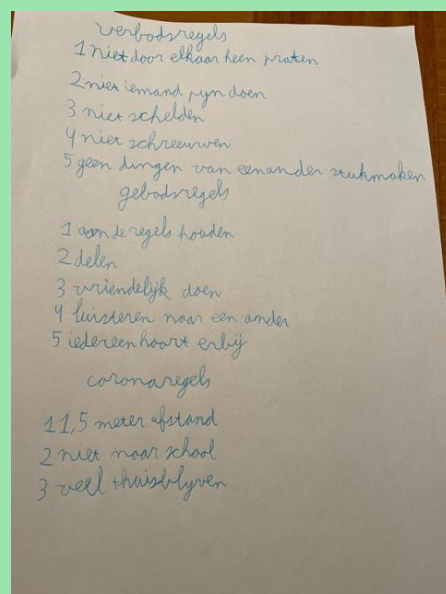 verbodsregels
1 niet door elkaar heen praten
2 niet iemand pyn doen
3 niet schelden
4 niet schreeuwen
5 geen dingen van eenander stukmaken
gebodsregels
1 aan de regels houden
2 delen
3 vriendelijk doen
4 luisteren naar een ander
5 iedereen hoort erbij
coronaregels
1 1,5 meter afstand
2 niet naar school
3 veel thuisblyven